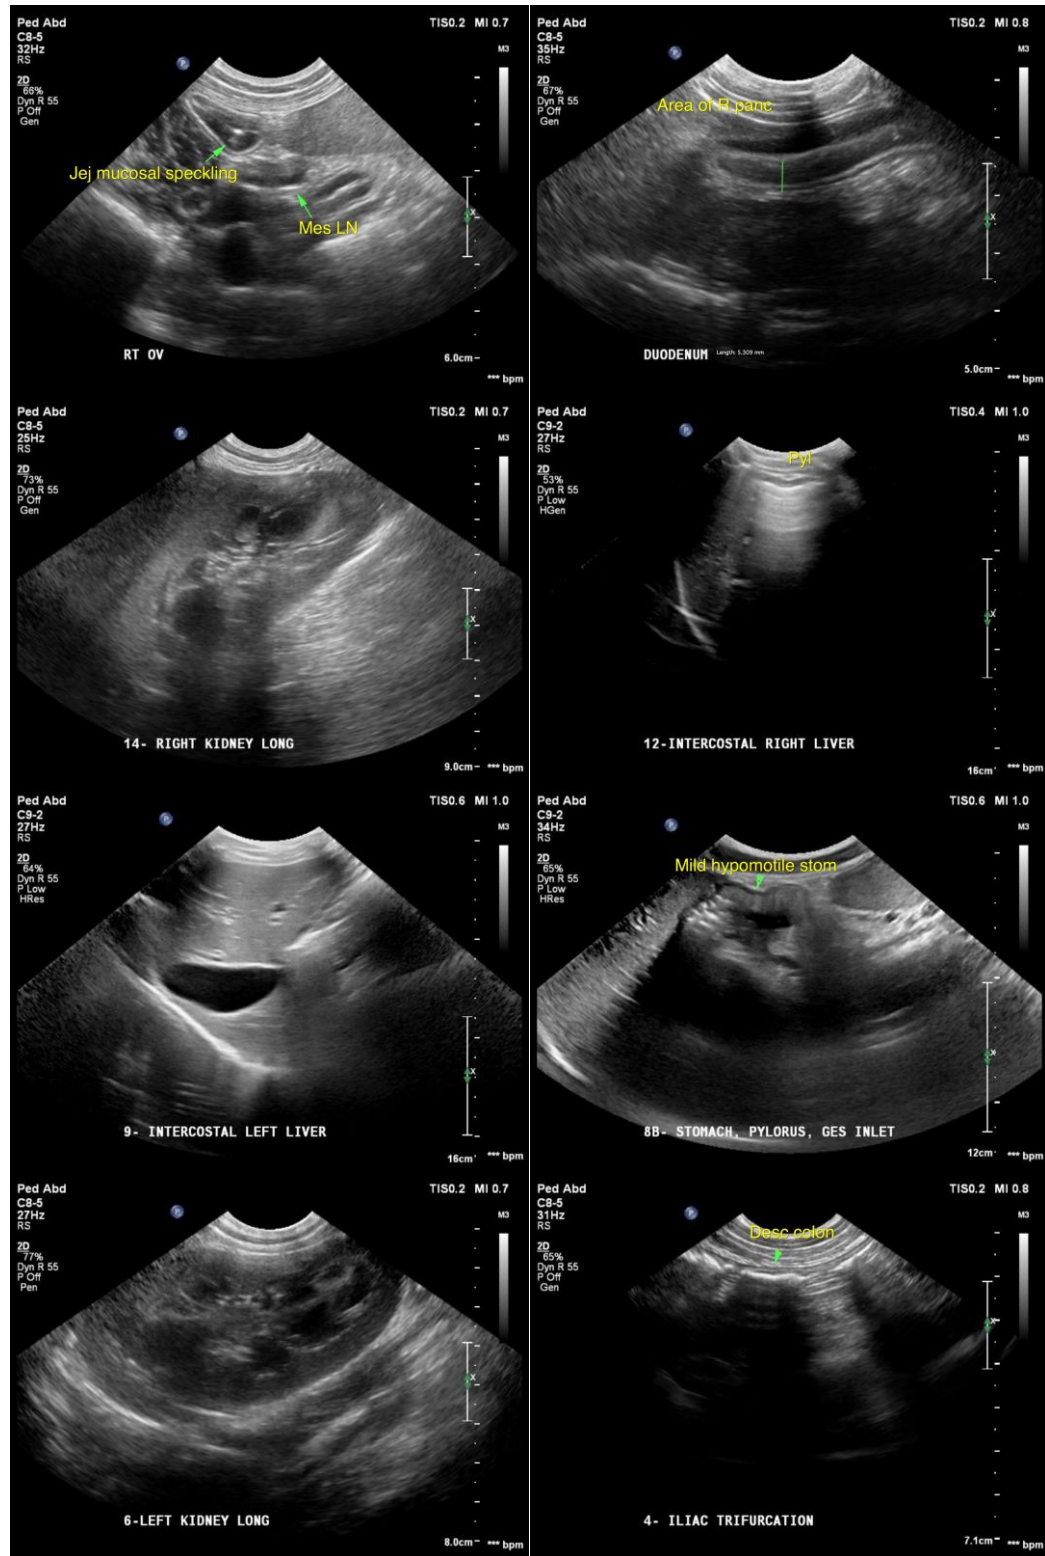 Ped Abd
C8-5
32Hz
RS
2D
66%
Dyn R 55
P Off
Gen
TIS0.2 MI 0.7
M3
P
Jej mucosal speckling
Mes LN
X
RT OV
6.0cm
*** bpm
Ped Abd
C8-5
35Hz
RS
2D
67%
Dyn R 55
P Off
Gen
TIS0.2 MI 0.8
M3
P
Area of R panc
X
DUODENUM Length: 5.309 mm
5.0cm
*** bpm
Ped Abd
C8-5
25Hz
RS
2D
73%
Dyn R 55
P Off
Gen
TIS0.2 MI 0.7
M3
P
X
14- RIGHT KIDNEY LONG
9.0cm *** bpm
Ped Abd
C9-2
27Hz
RS
2D
53%
Dyn R 55
P Low
HGen
TIS0.4 MI 1.0
M3
P
Pyl
X
12-INTERCOSTAL RIGHT LIVER
16cm *** bpm
Ped Abd
C9-2
27Hz
RS
2D
64%
Dyn R 55
P Low
HRes
TIS0.6 MI 1.0
M3
P
X
9- INTERCOSTAL LEFT LIVER
16cm *** bpm
Ped Abd
C9-2
34Hz
RS
2D
65%
Dyn R 55
P Low
HRes
TIS0.6 MI 1.0
M3
P
Mild hypomotile stom
X
8B- STOMACH, PYLORUS, GES INLET
12cm *** bpm
Ped Abd
C8-5
27Hz
RS
2D
77%
Dyn R 55
P Off
Pen
TIS0.2 MI 0.7
M3
P
X
6-LEFT KIDNEY LONG
8.0cm *** bpm
Ped Abd
C8-5
31Hz
RS
2D
65%
Dyn R 55
P Off
Gen
TIS0.2 MI 0.8
M3
P
Desc colon
X
4- ILIAC TRIFURCATION
7.1cm *** bpm